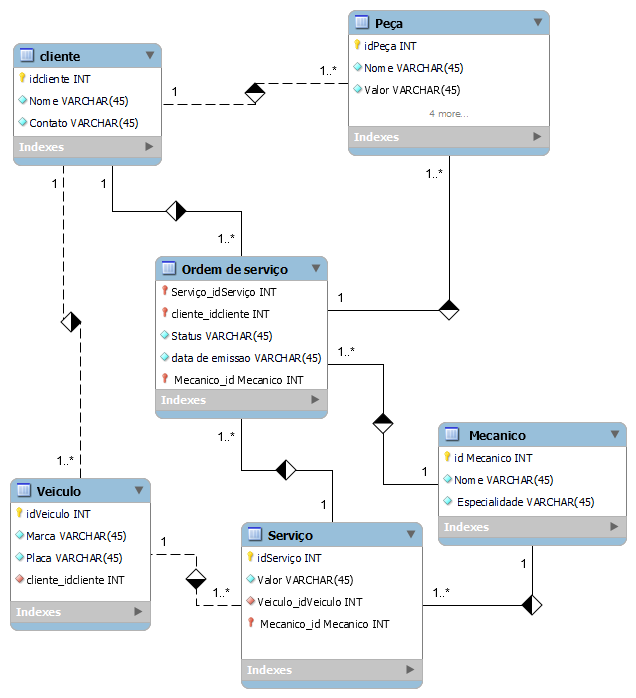 cliente
idcliente INT
Nome VARCHAR(45)
Contato VARCHAR(45)
Indexes
Peça
idPeça INT
Nome VARCHAR(45)
Valor VARCHAR(45)
4 more...
Indexes
1
1..*
1
1
1..*
1..*
Ordem de serviço
Serviço_idServiço INT
cliente_idcliente INT
Status VARCHAR(45)
data de emissao VARCHAR(45)
Mecanico_id Mecanico INT
Indexes
1
1..*
1..*
1
1..*
Mecanico
id Mecanico INT
Nome VARCHAR(45)
Especialidade VARCHAR(45)
Indexes
Veiculo
idVeiculo INT
Marca VARCHAR(45)
Placa VARCHAR(45)
cliente_idcliente INT
Indexes
1
1
1..*
Serviço
idServiço INT
Valor VARCHAR(45)
Veiculo_idVeiculo INT
Mecanico_id Mecanico INT
Indexes
1
1..*